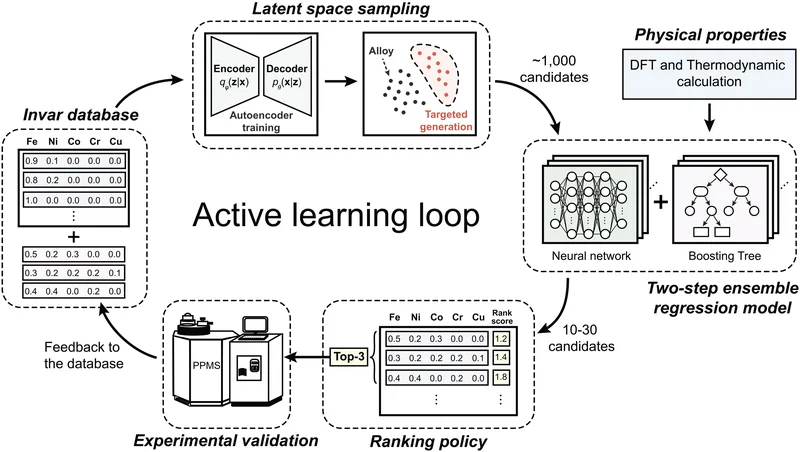 Latent space sampling
Encoder
qφ(z|x)
Decoder
pθ(x|z)
Autoencoder
training
Alloy
Targeted
generation
~1,000
candidates
Physical properties
DFT and Thermodynamic
calculation
Invar database
Fe Ni Co Cr Cu
0.9 0.1 0.0 0.0 0.0
0.8 0.2 0.0 0.0 0.0
1.0 0.0 0.0 0.0 0.0
⋮
+
0.5 0.2 0.3 0.0 0.0
0.3 0.2 0.2 0.2 0.1
0.4 0.4 0.0 0.2 0.0
Active learning loop
+
Neural network
Boosting Tree
Two-step ensemble
regression model
10-30
candidates
Fe Ni Co Cr Cu Rank
score
0.5 0.2 0.3 0.0 0.0 1.2
0.3 0.2 0.2 0.2 0.1 1.4
0.4 0.4 0.0 0.2 0.0 1.8
⋮ ⋮
Top-3
Ranking policy
PPMS
Experimental validation
Feedback to
the database